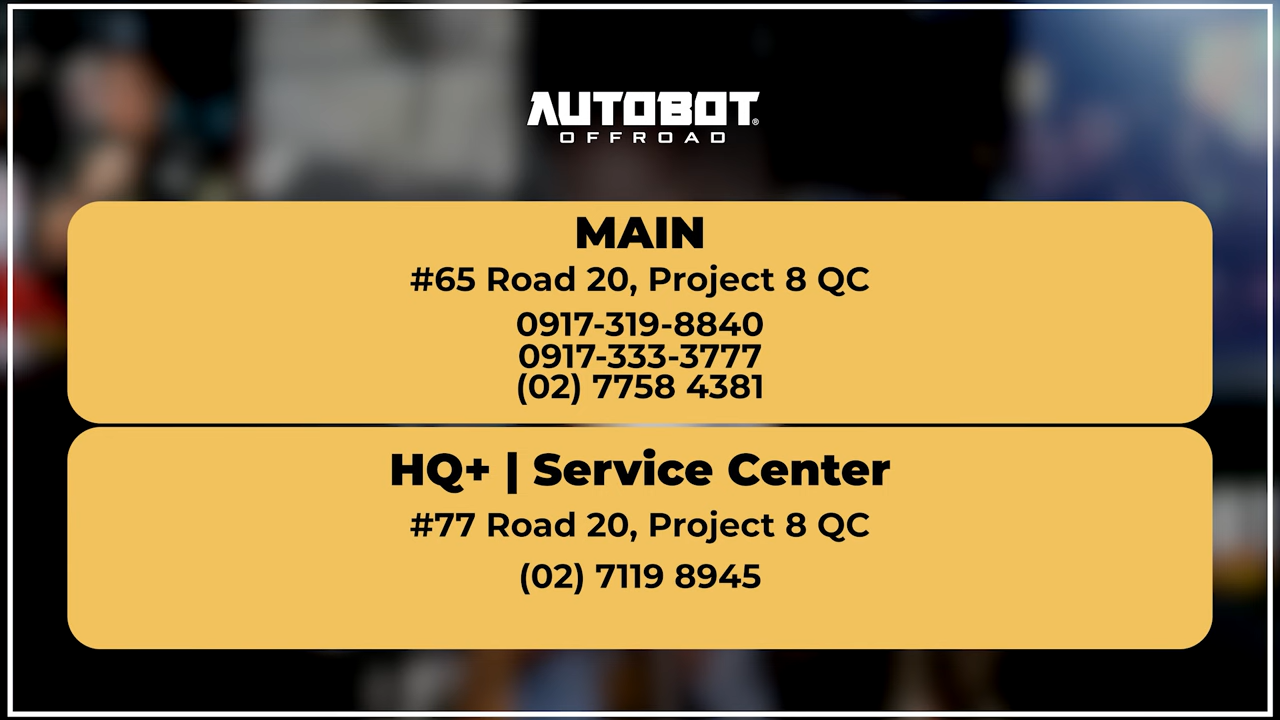 AUTOBOT®
OFFROAD
MAIN
#65 Road 20, Project 8 QC
0917-319-8840
0917-333-3777
(02) 7758 4381
HQ+ | Service Center
#77 Road 20, Project 8 QC
(02) 7119 8945